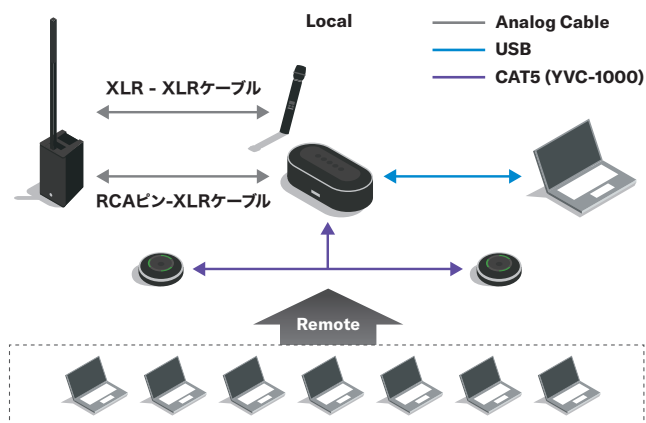 Local
Analog Cable
USB
CAT5 (YVC-1000)
XLR - XLRケーブル
RCAピン-XLRケーブル
Remote